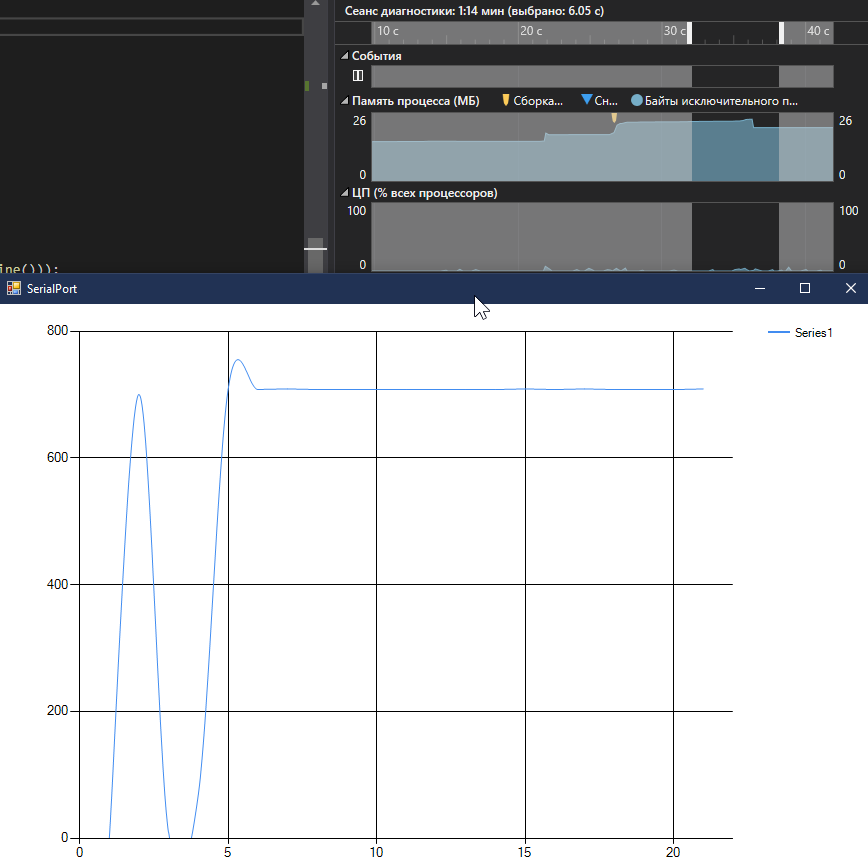 Сеанс диагностики: 1:14 мин (выбрано: 6.05 с)
10 с 20 с 30 с 40 с
События
Память процесса (МБ) Сборка... Сн... Байты исключительного п...
26 26
0 0
ЦП (% всех процессоров)
100 100
0 0
ine()));
SerialPort
800
Series1
600
400
200
0
0 5 10 15 20